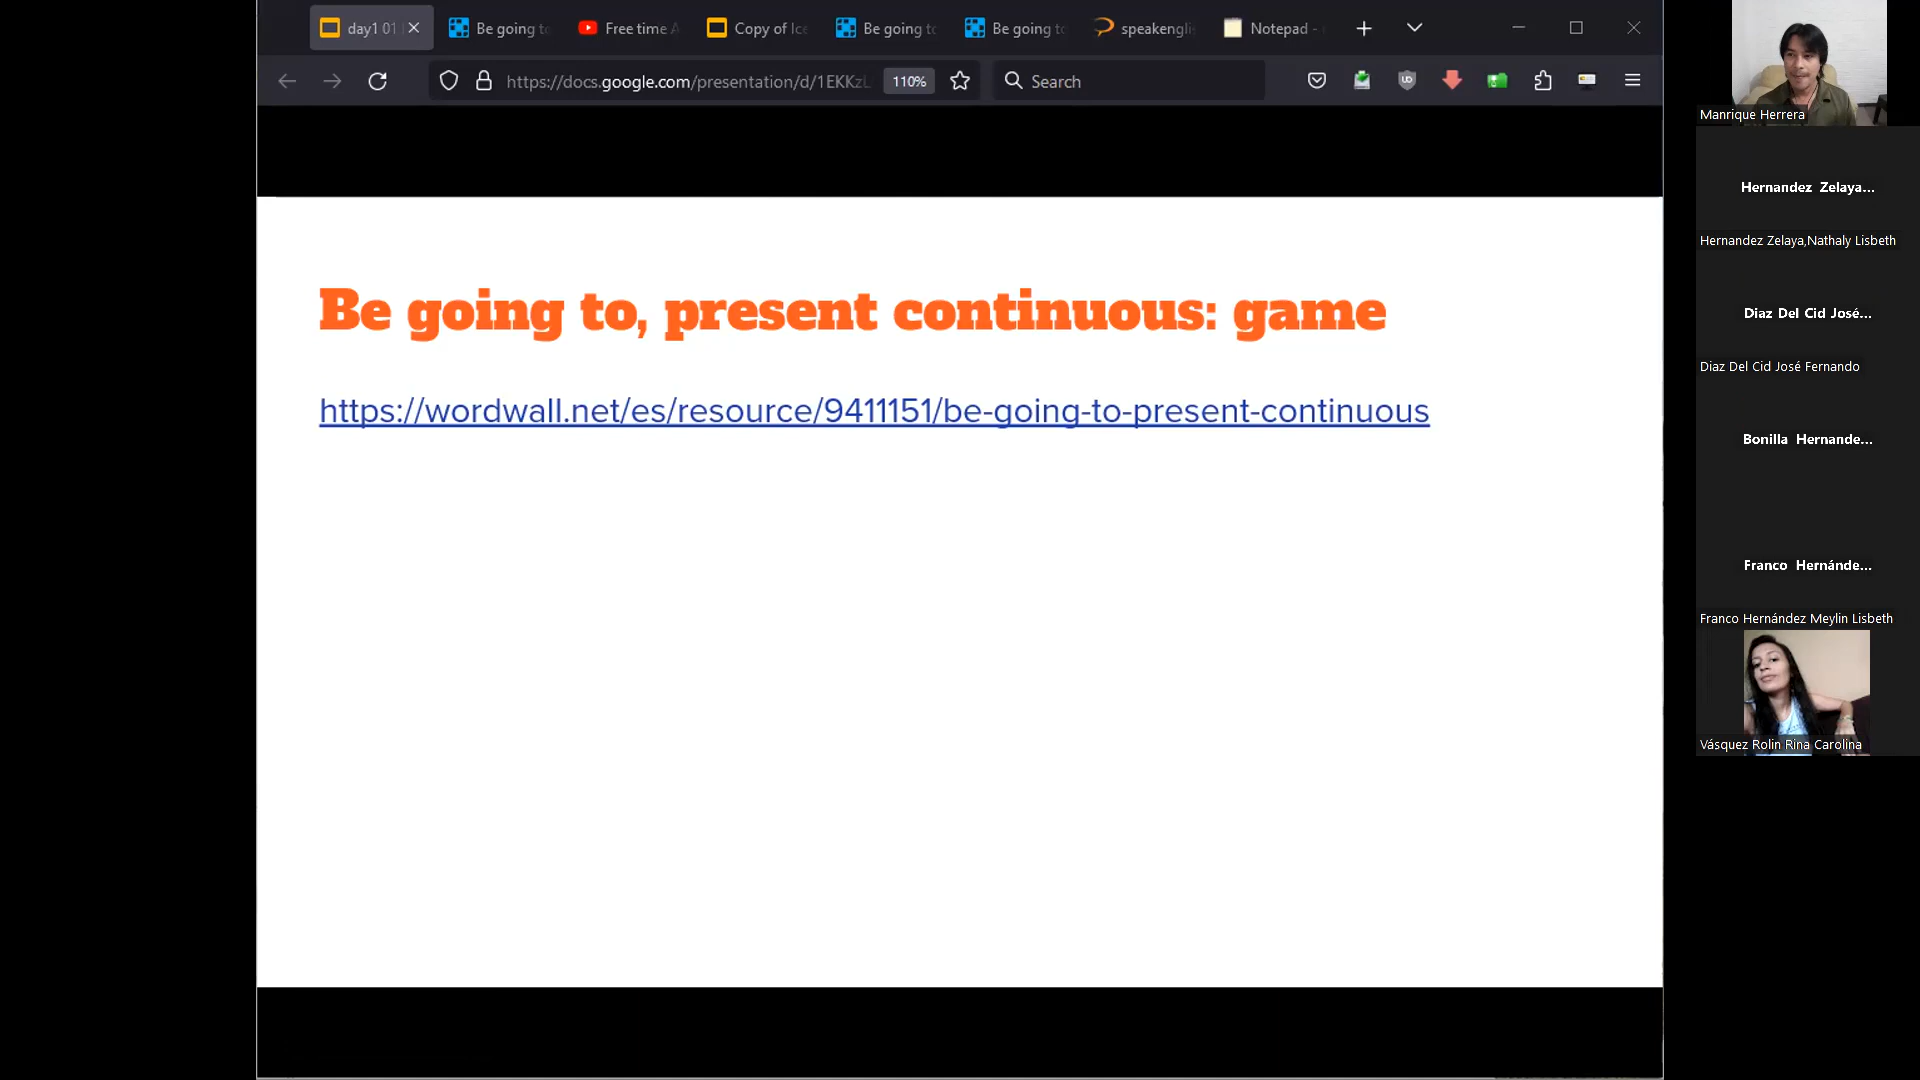 day1 01
Be going to
Free time A
Copy of Ice
Be going to
Be going to
speakengli
Notepad -
https://docs.google.com/presentation/d/1EKKzL
110%
Search
Be going to, present continuous: game
https://wordwall.net/es/resource/9411151/be-going-to-present-continuous
Manrique Herrera
Hernandez Zelaya...
Hernandez Zelaya,Nathaly Lisbeth
Diaz Del Cid José...
Diaz Del Cid José Fernando
Bonilla Hernande...
Franco Hernánde...
Franco Hernández Meylin Lisbeth
Vásquez Rolin Rina Carolina